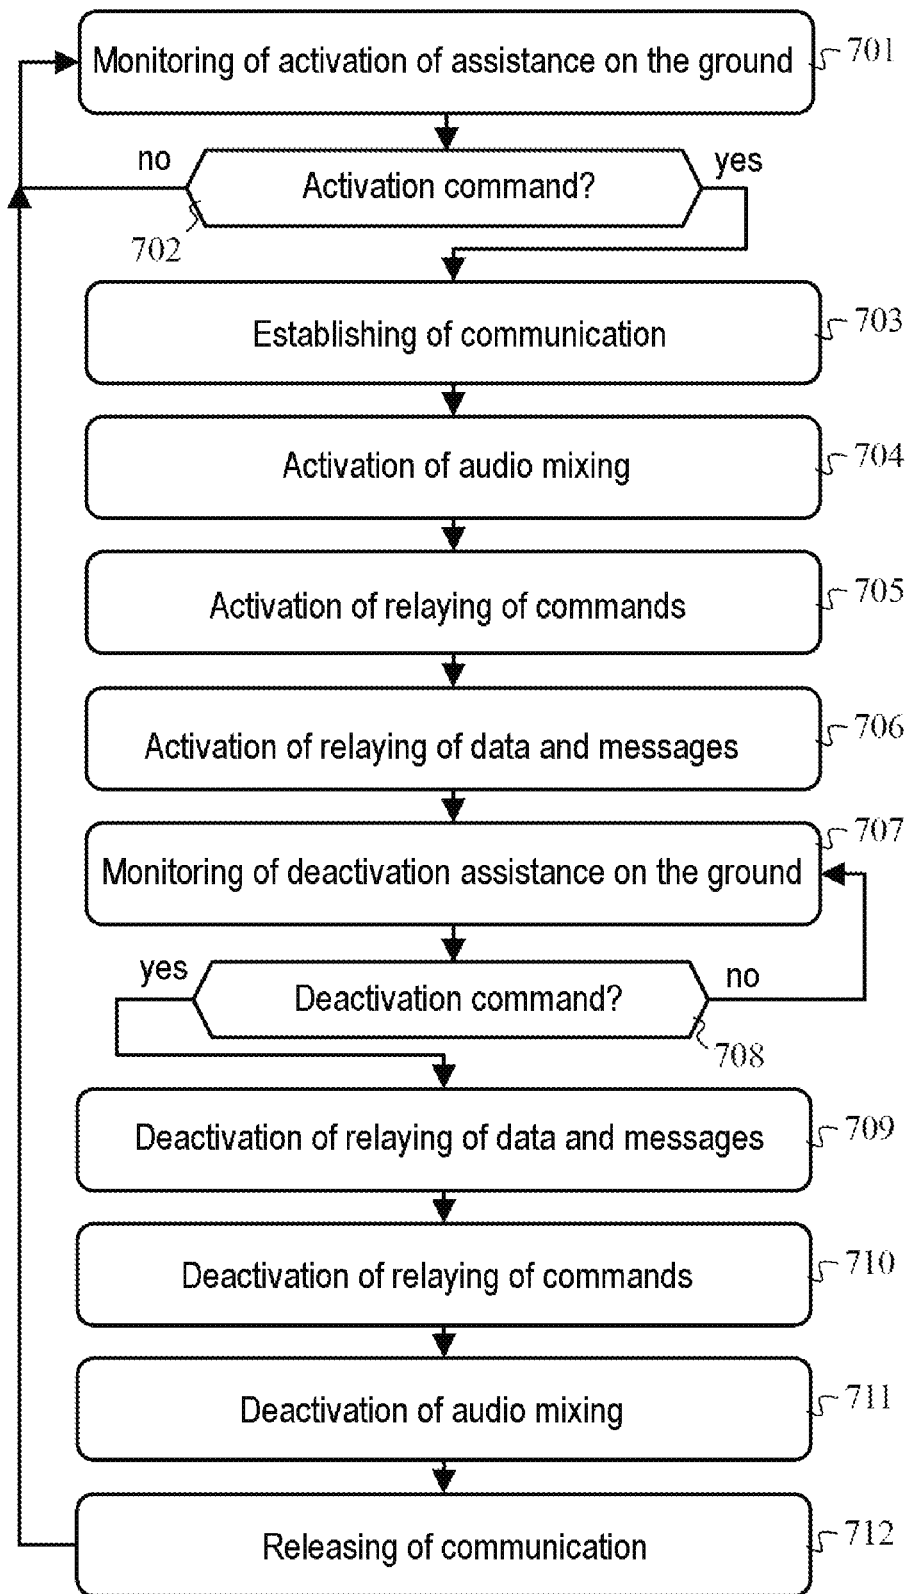 Monitoring of activation of assistance on the ground
701
no
Activation command?
yes
702
Establishing of communication
703
Activation of audio mixing
704
Activation of relaying of commands
705
Activation of relaying of data and messages
706
707
Monitoring of deactivation assistance on the ground
yes
Deactivation command?
no
708
Deactivation of relaying of data and messages
709
Deactivation of relaying of commands
710
Deactivation of audio mixing
711
Releasing of communication
712